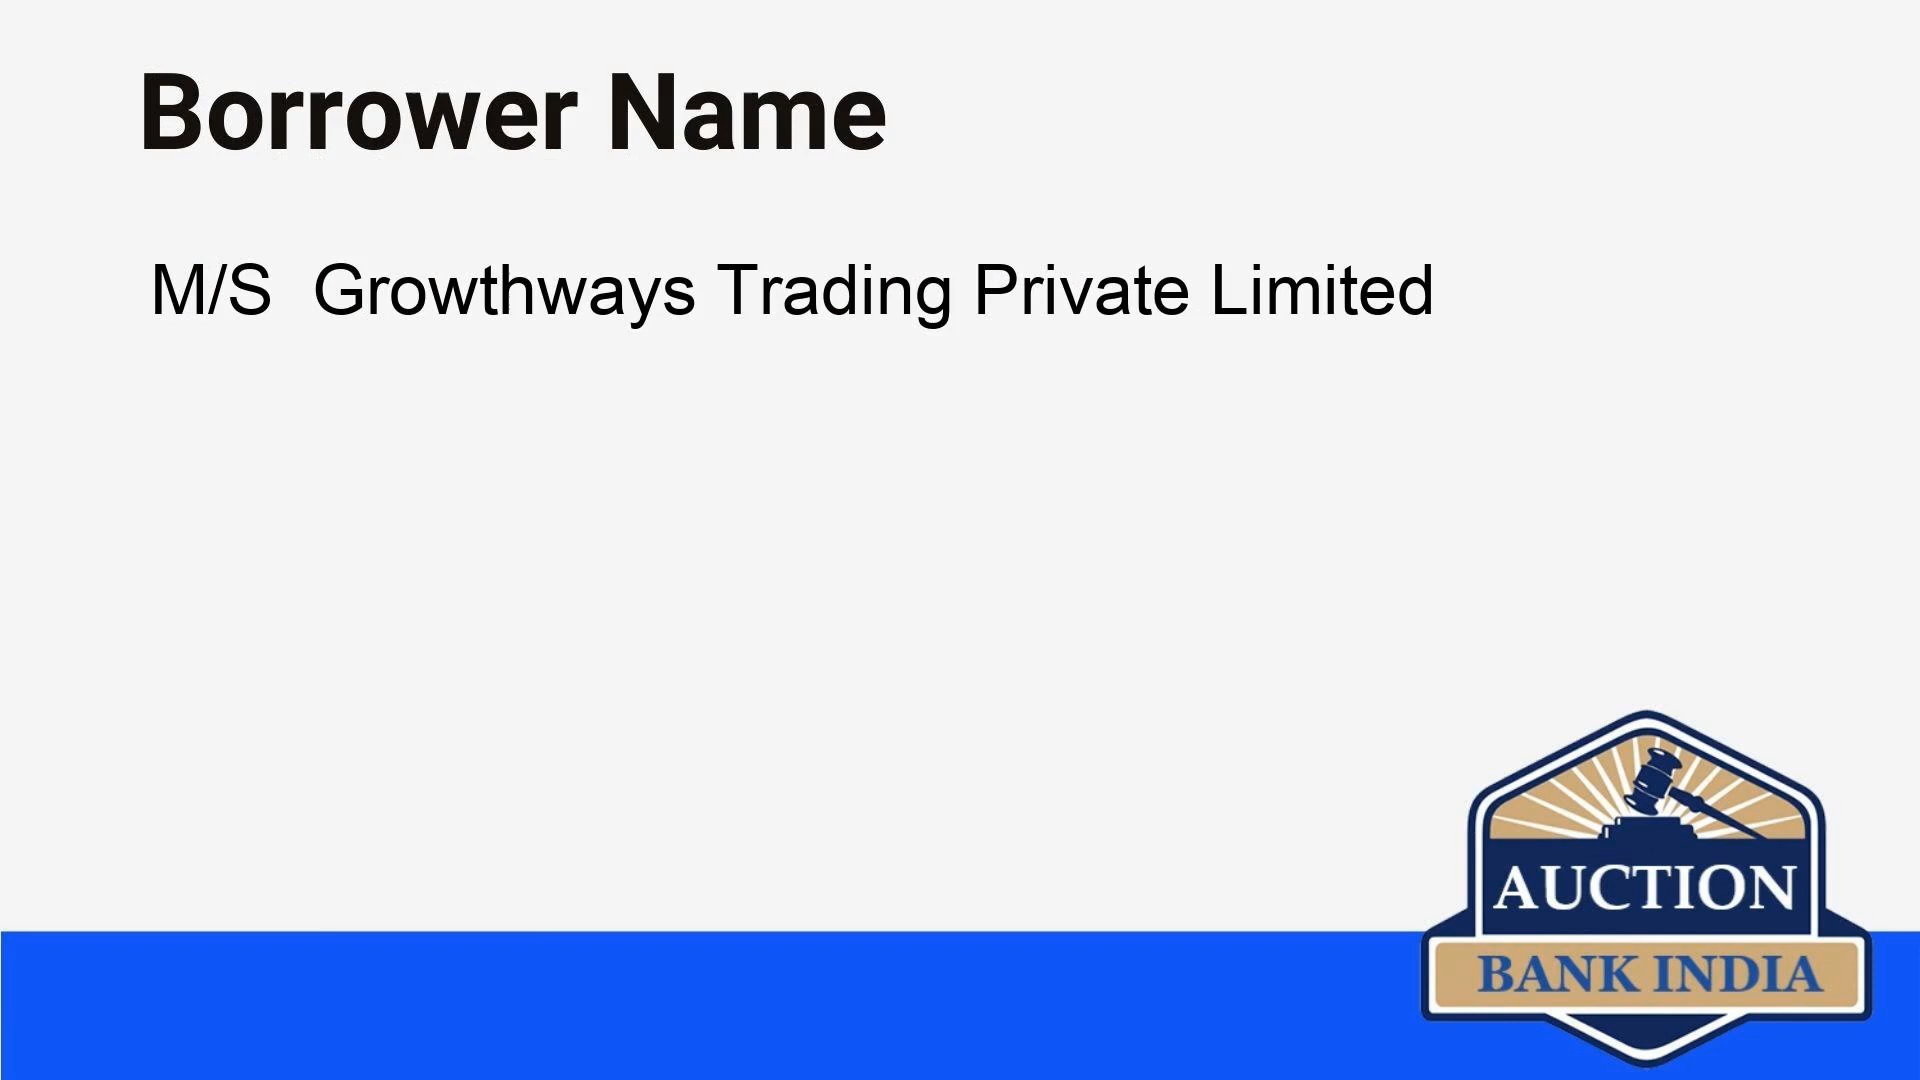 Borrower Name
M/S  Growthways Trading Private Limited
AUCTION
BANK INDIA